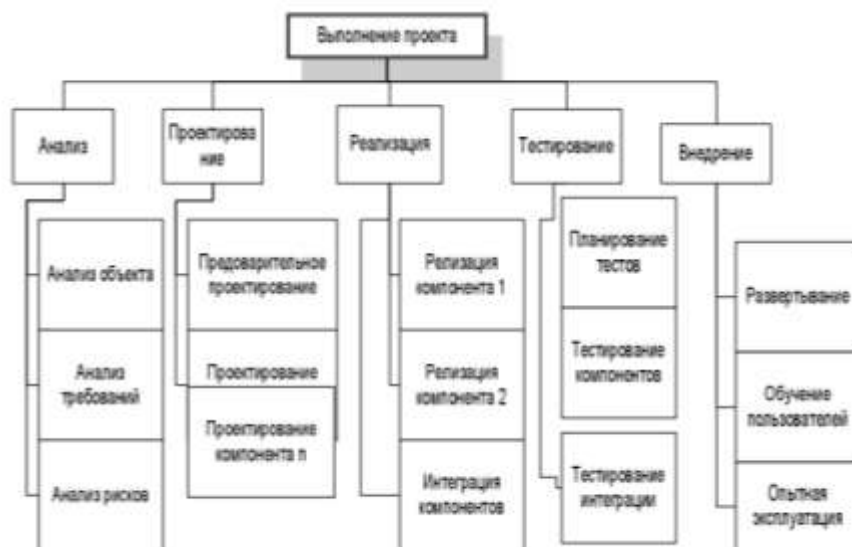 Выполнение проекта
Анализ
Проектирова
ние
Реализация
Тестирование
Внедрение
Анализ объекта
Анализ
требований
Анализ рисков
Предоварительное
проектирование
Проектирование
Проектирование
компонента n
Релизация
компонента 1
Релизация
компонента 2
Интеграция
компонентов
Планирование
тестов
Тестирование
компонентов
Тестирование
интеграции
Развертывание
Обучение
пользователей
Опытная
эксплуатация